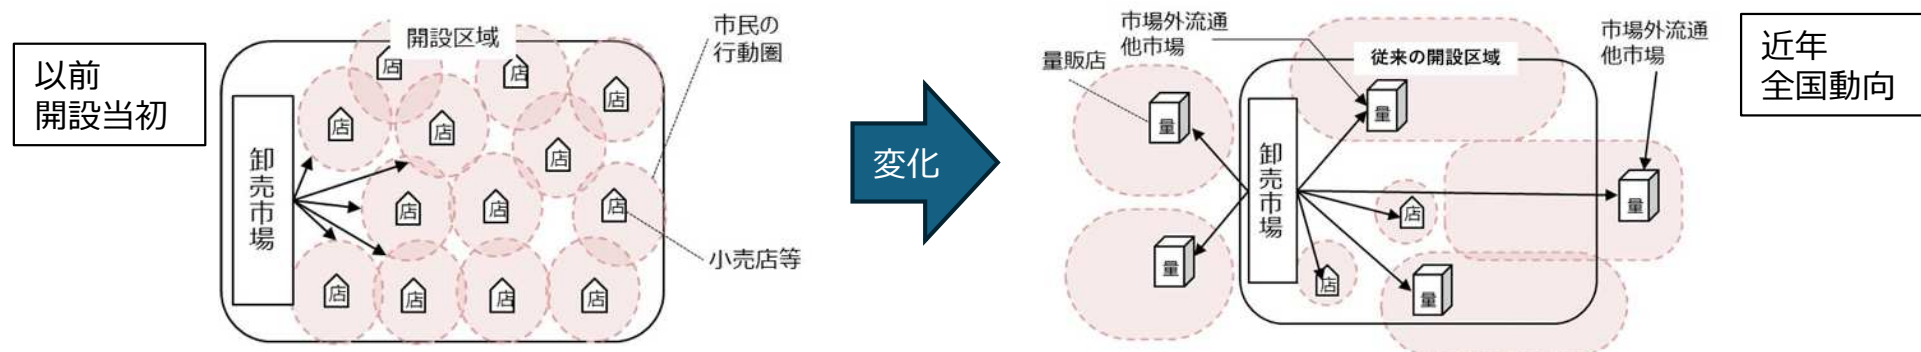 以前
開設当初
開設区域
市民の
行動圏
店
店
店
店
店
店
店
店
店
店
店
店
店
卸売市場
小売店等
変化
市場外流通
他市場
量販店
従来の開設区域
市場外流通
他市場
量
量
量
量
量
店
店
卸売市場
近年
全国動向